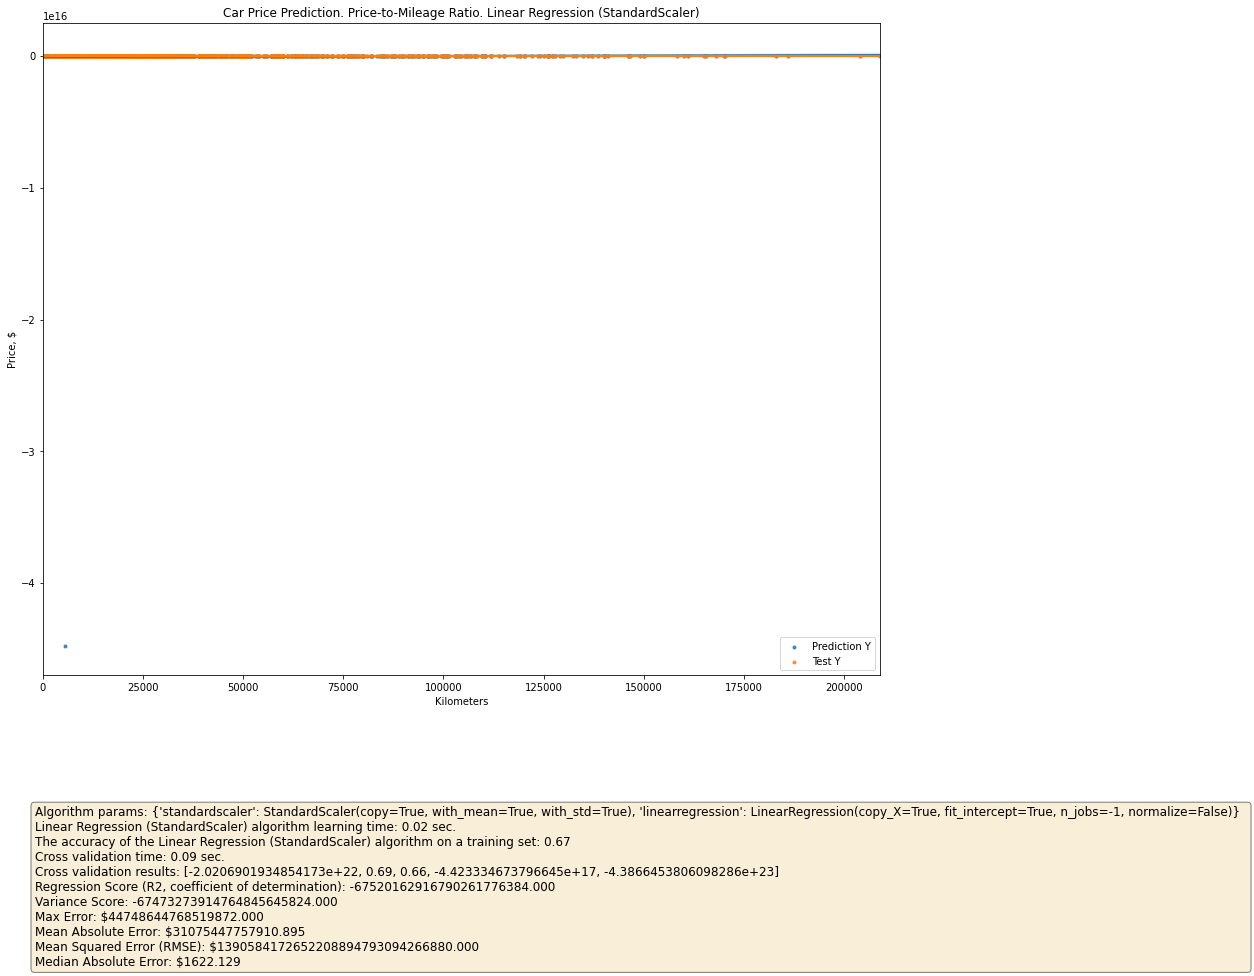 Car Price Prediction. Price-to-Mileage Ratio. Linear Regression (StandardScaler)
1e16
0
−1
−2
−3
−4
Price, $
Prediction Y
Test Y
0 25000 50000 75000 100000 125000 150000 175000 200000
Kilometers
Algorithm params: {'standardscaler': StandardScaler(copy=True, with_mean=True, with_std=True), 'linearregression': LinearRegression(copy_X=True, fit_intercept=True, n_jobs=-1, normalize=False)}
Linear Regression (StandardScaler) algorithm learning time: 0.02 sec.
The accuracy of the Linear Regression (StandardScaler) algorithm on a training set: 0.67
Cross validation time: 0.09 sec.
Cross validation results: [-2.0206901934854173e+22, 0.69, 0.66, -4.423334673796645e+17, -4.3866453806098286e+23]
Regression Score (R2, coefficient of determination): -67520162916790261776384.000
Variance Score: -67473273914764845645824.000
Max Error: $44748644768519872.000
Mean Absolute Error: $31075447757910.895
Mean Squared Error (RMSE): $1390584172652208894793094266880.000
Median Absolute Error: $1622.129